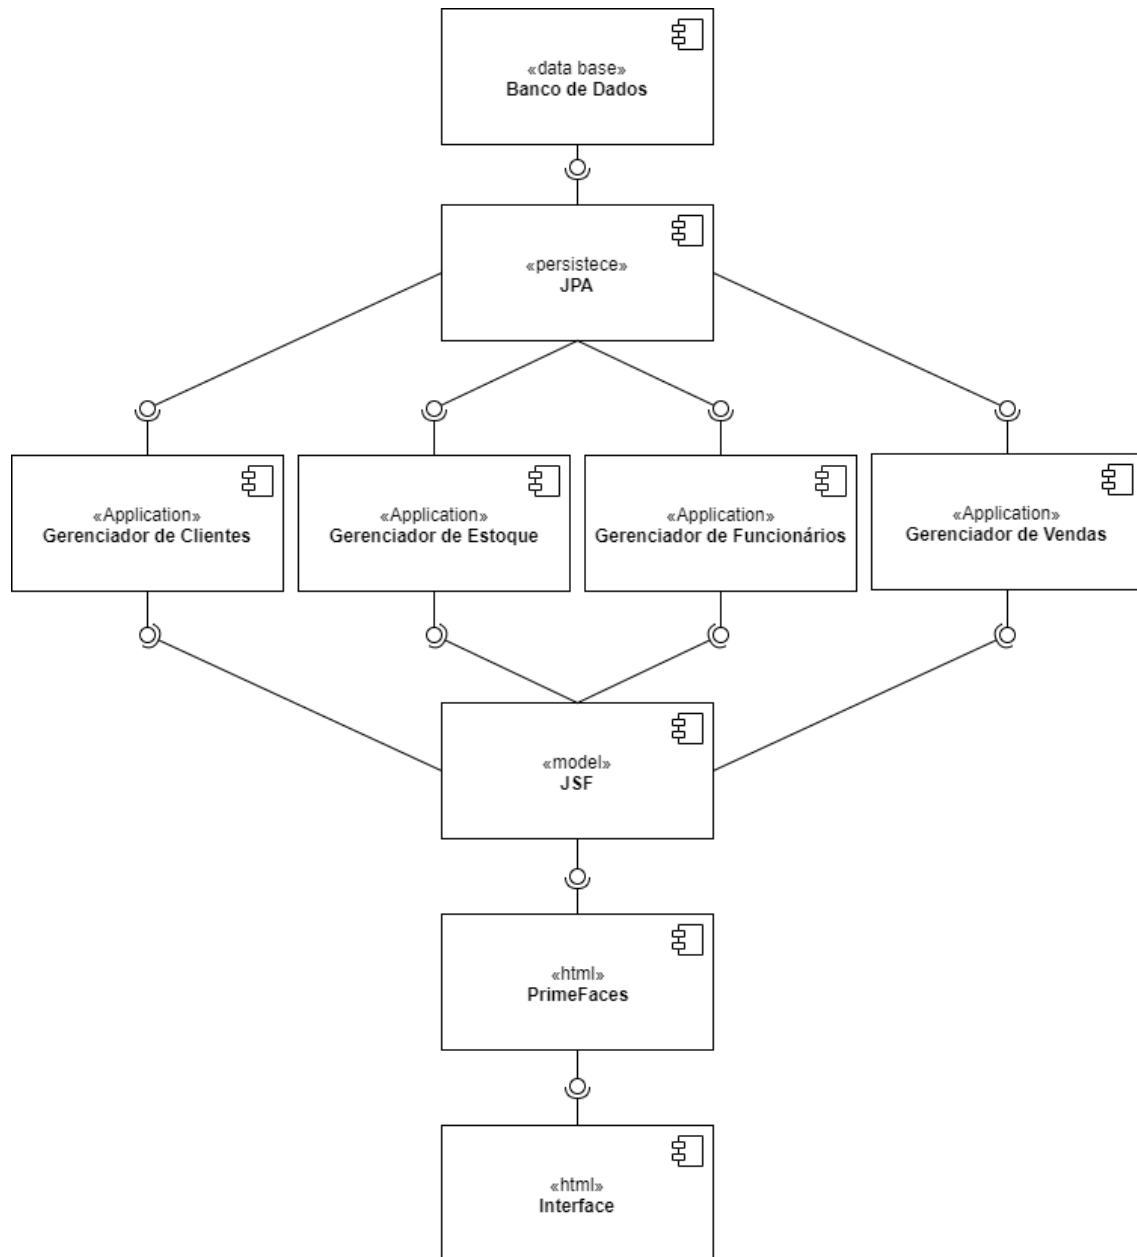 «data base»
Banco de Dados
«persistece»
JPA
«Application»
Gerenciador de Clientes
«Application»
Gerenciador de Estoque
«Application»
Gerenciador de Funcionários
«Application»
Gerenciador de Vendas
«model»
JSF
«html»
PrimeFaces
«html»
Interface